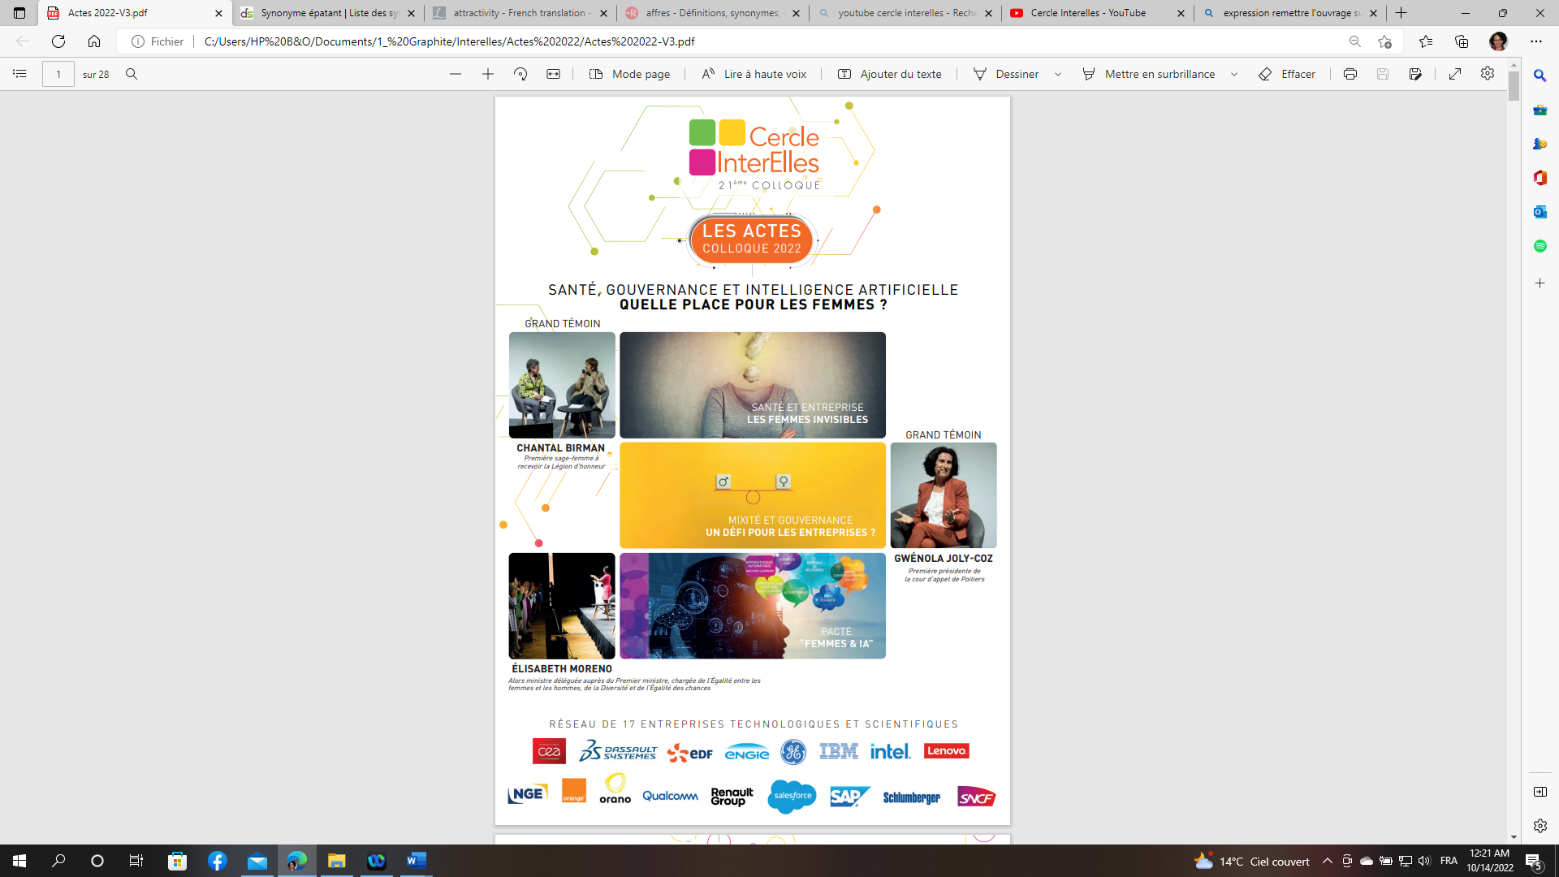 Actes 2022-V3.pdf
Synonyme épatant | Liste des sy
attractivity - French translation –
affres - Définitions, synonymes,
youtube cercle interelles - Reche
Cercle Interelles - YouTube
expression remettre l'ouvrage su
Fichier
C:/Users/HP%20B&O/Documents/1_%20Graphite/Interelles/Actes%202022/Actes%202022-V3.pdf
1
sur 28
Mode page
Lire à haute voix
Ajouter du texte
Dessiner
Mettre en surbrillance
Effacer
Cercle
InterElles
21ème COLLOQUE
LES ACTES
COLLOQUE 2022
SANTÉ, GOUVERNANCE ET INTELLIGENCE ARTIFICIELLE
QUELLE PLACE POUR LES FEMMES ?
GRAND TÉMOIN
SANTÉ ET ENTREPRISE
LES FEMMES INVISIBLES
CHANTAL BIRMAN
Première sage-femme à
recevoir la Légion d'honneur
GRAND TÉMOIN
MIXITÉ ET GOUVERNANCE
UN DÉFI POUR LES ENTREPRISES ?
GWÉNOLA JOLY-COZ
Première présidente de
la cour d'appel de Poitiers
PACTE
"FEMMES & IA"
ÉLISABETH MORENO
Alors ministre déléguée auprès du Premier ministre, chargée de l'Égalité entre les
femmes et les hommes, de la Diversité et de l'Égalité des chances
RÉSEAU DE 17 ENTREPRISES TECHNOLOGIQUES ET SCIENTIFIQUES
cea
DASSAULT SYSTEMES
EDF
ENGIE
IBM
intel.
Lenovo
NGE
orange
orano
Qualcomm
Renault Group
salesforce
SAP
Schlumberger
SNCF
14°C Ciel couvert
FRA
12:21 AM
10/14/2022
5